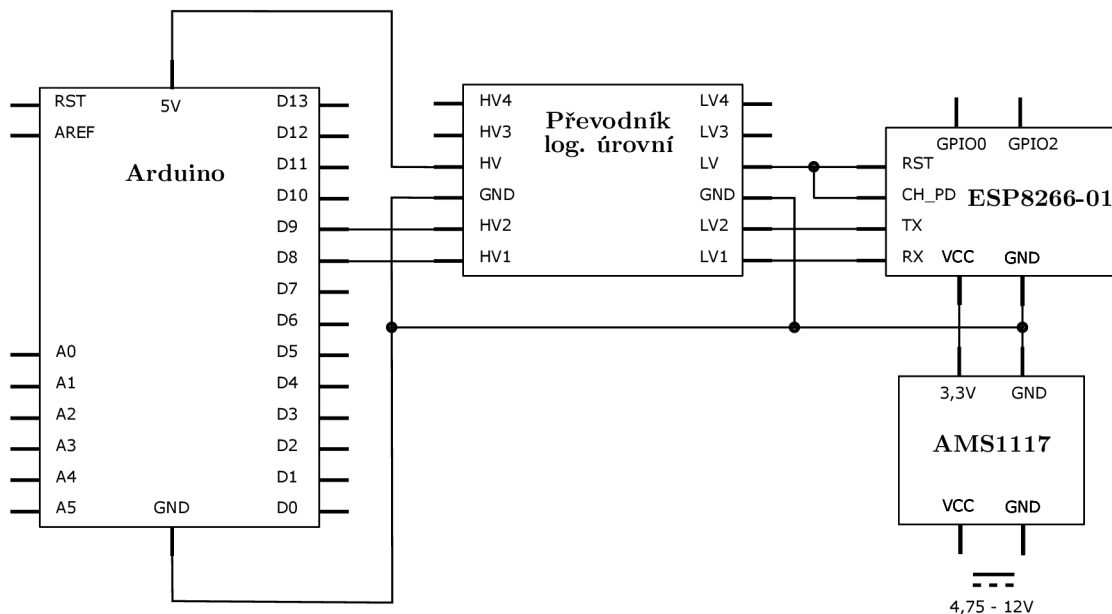 5V
RST
AREF
Arduino
A0
A1
A2
A3
A4
A5
GND
D13
D12
D11
D10
D9
D8
D7
D6
D5
D4
D3
D2
D1
D0
HV4
HV3
HV
GND
HV2
HV1
Převodník
log. úrovní
LV4
LV3
LV
GND
LV2
LV1
GPIO0 GPIO2
RST
CH_PD
TX
RX
ESP8266-01
VCC GND
3,3V GND
AMS1117
VCC GND
4,75 - 12V